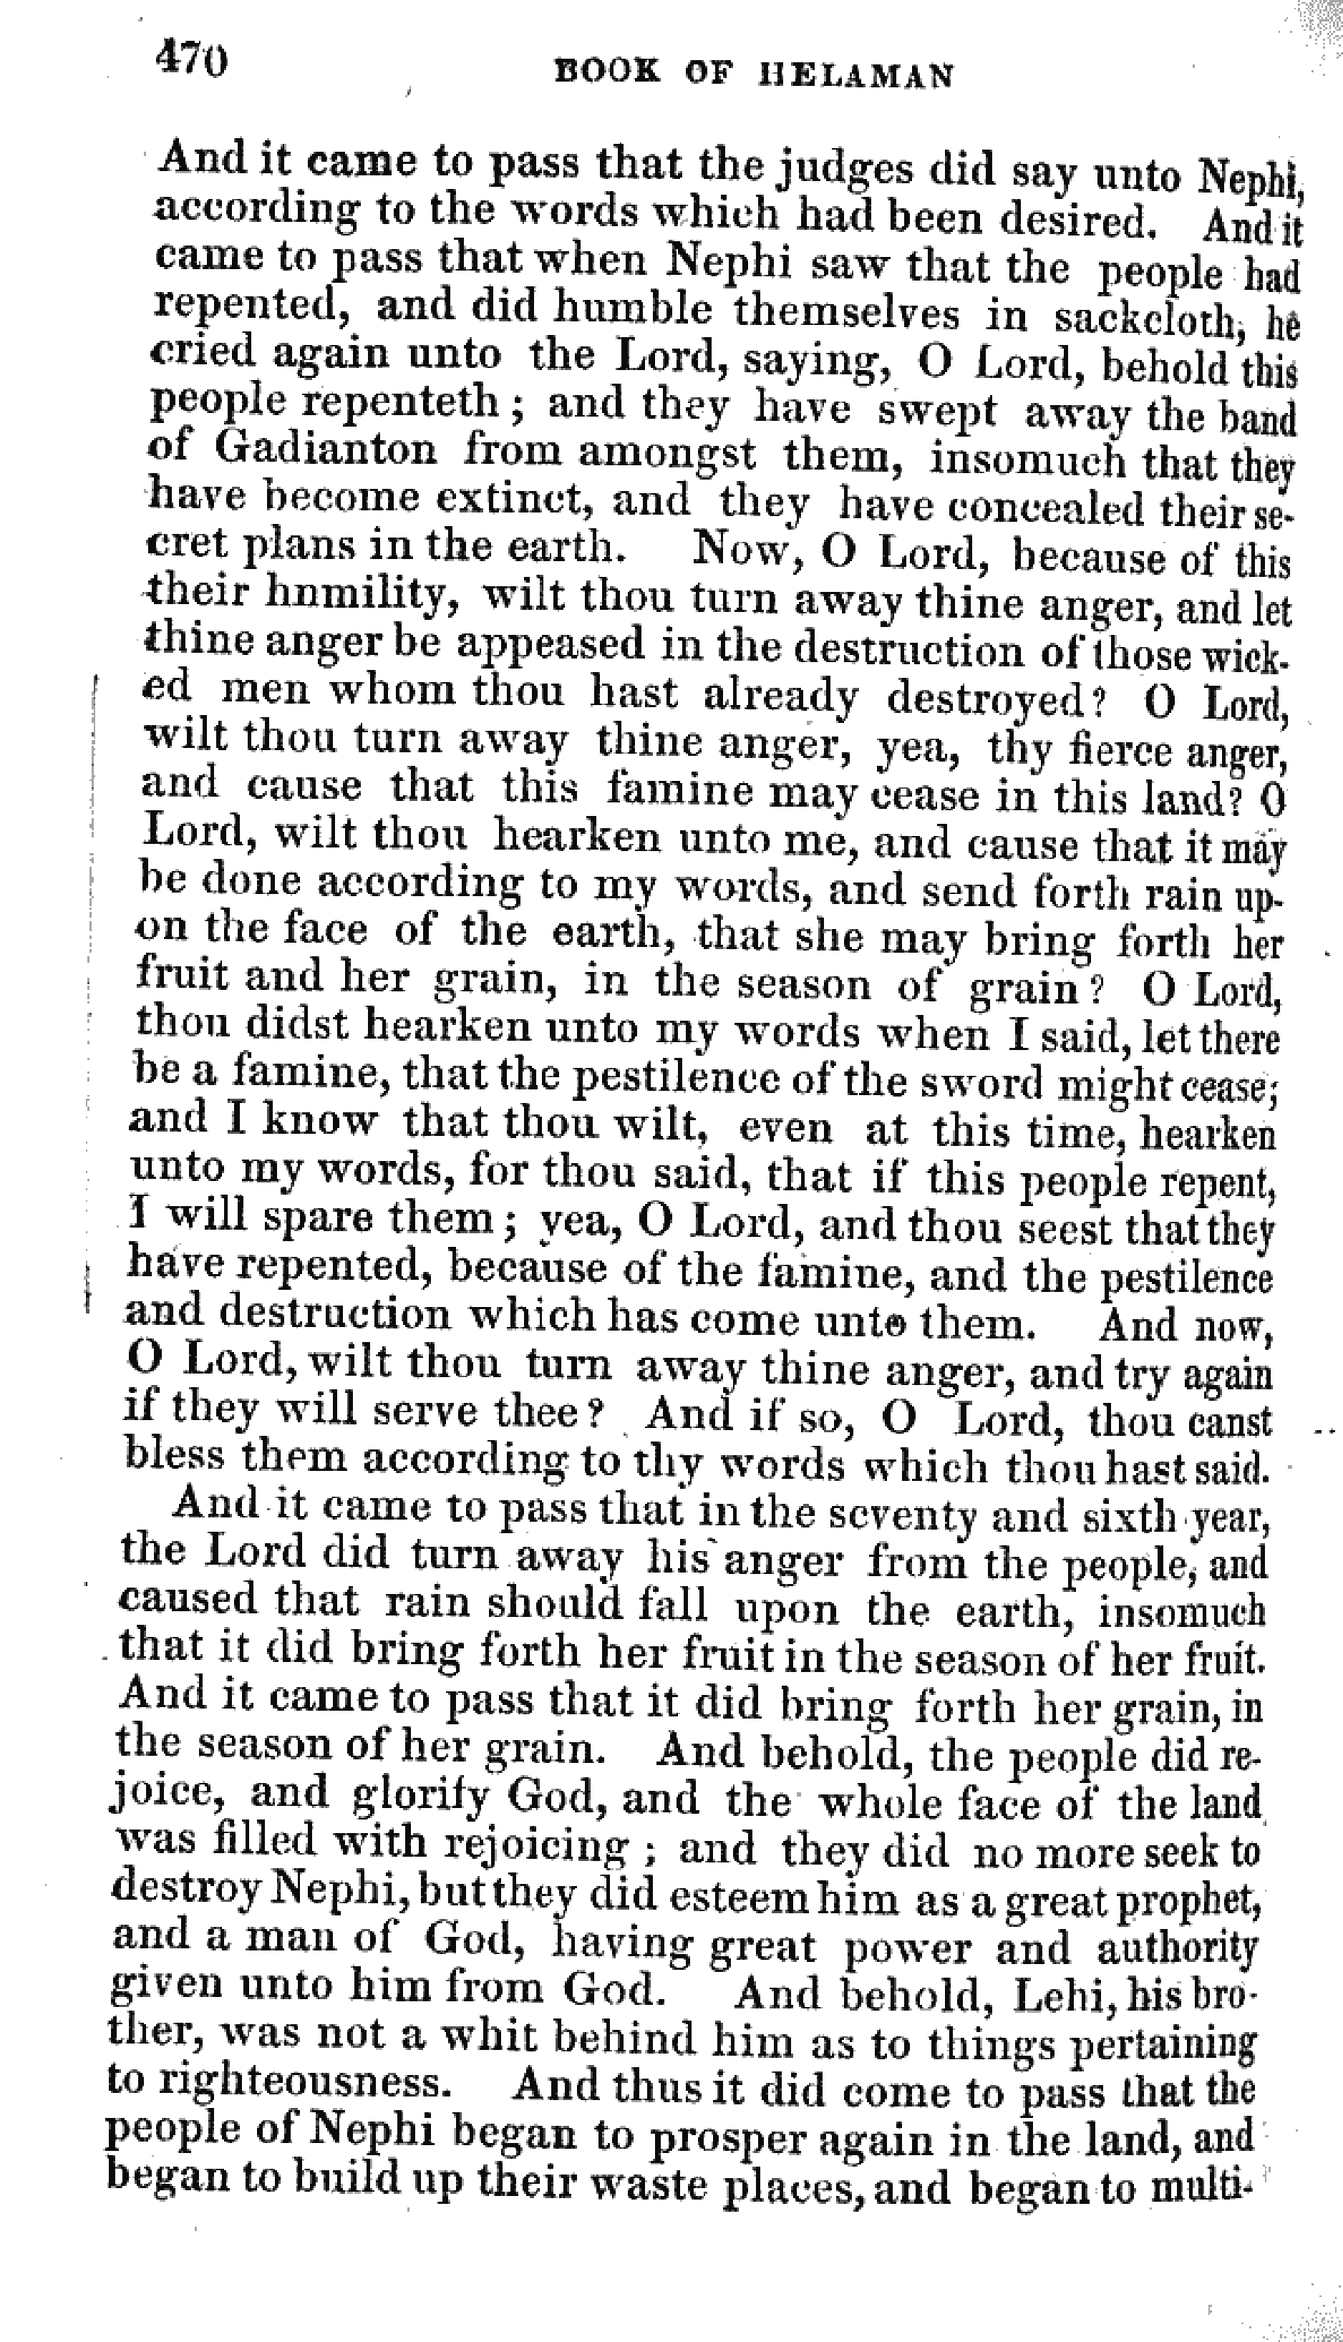 470
BOOK OF HELAMAN
And it came to pass that the judges did say unto Nephi,
according to the words which had been desired. And it
came to pass that when Nephi saw that the people had
repented, and did humble themselves in sackcloth, he
cried again unto the Lord, saying, O Lord, behold this
people repenteth; and they have swept away the band
of Gadianton from amongst them, insomuch that they
have become extinct, and they have concealed their se-
cret plans in the earth. Now, O Lord, because of this
their hnmility, wilt thou turn away thine anger, and let
thine anger be appeased in the destruction of those wick-
ed men whom thou hast already destroyed? O Lord,
wilt thou turn away thine anger, yea, thy fierce anger,
and cause that this famine may cease in this land? O
Lord, wilt thou hearken unto me, and cause that it may
be done according to my words, and send forth rain up-
on the face of the earth, that she may bring forth her
fruit and her grain, in the season of grain? O Lord,
thou didst hearken unto my words when I said, let there
be a famine, that the pestilence of the sword might cease;
and I know that thou wilt, even at this time, hearken
unto my words, for thou said, that if this people repent,
I will spare them; yea, O Lord, and thou seest that they
have repented, because of the famine, and the pestilence
and destruction which has come unto them. And now,
O Lord, wilt thou turn away thine anger, and try again
if they will serve thee? And if so, O Lord, thou canst
bless them according to thy words which thou hast said.
And it came to pass that in the seventy and sixth year,
the Lord did turn away his anger from the people, and
caused that rain should fall upon the earth, insomuch
that it did bring forth her fruit in the season of her fruit.
And it came to pass that it did bring forth her grain, in
the season of her grain. And behold, the people did re-
joice, and glorify God, and the whole face of the land
was filled with rejoicing; and they did no more seek to
destroy Nephi, but they did esteem him as a great prophet,
and a man of God, having great power and authority
given unto him from God. And behold, Lehi, his bro-
ther, was not a whit behind him as to things pertaining
to righteousness. And thus it did come to pass that the
people of Nephi began to prosper again in the land, and
began to build up their waste places, and began to multi-